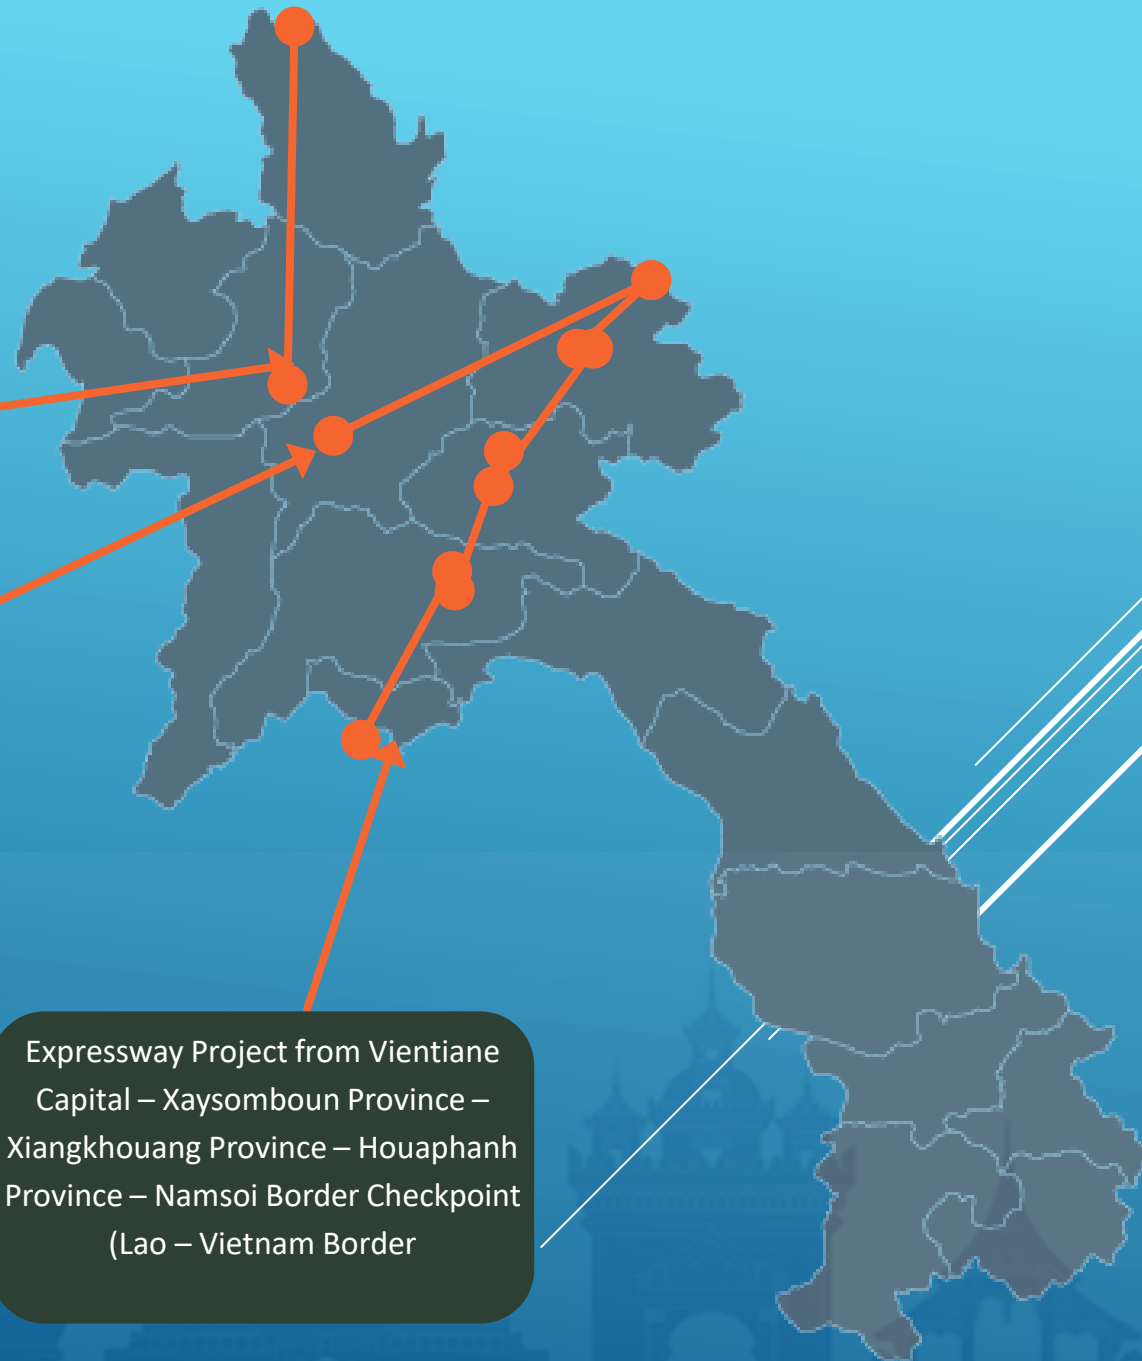 Expressway Project from Vientiane
Capital – Xaysomboun Province –
Xiangkhouang Province – Houaphanh
Province – Namsoi Border Checkpoint
(Lao – Vietnam Border